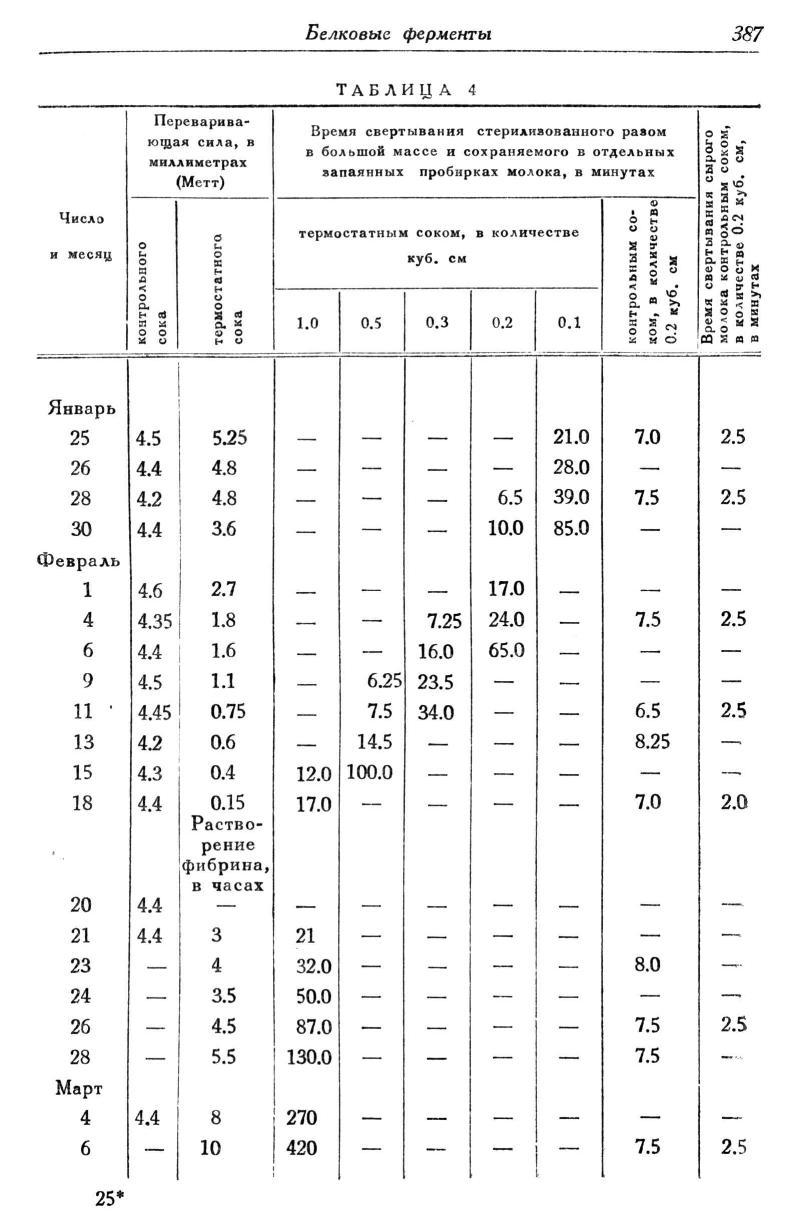 Белковые ферменты 387
ТАБЛИЦА 4
Число
и месяц
Переварива-
ющая сила, в
миллиметрах
(Метт)
контрольного
сока
термостатного
сока
Время свертывания стерилизованного разом
в большой массе и сохраняемого в отдельных
запаянных пробирках молока, в минутах
термостатным соком, в количестве
куб. см
1.0 0.5 0.3 0.2 0.1
контрольным со-
ком, в количестве
0.2 куб. см
Время свертывания сырого
молока контрольным соком,
в количестве 0.2 куб. см,
в минутах
Январь
25 4.5 5.25 — — — — 21.0 7.0 2.5
26 4.4 4.8 — — — — 28.0 — —
28 4.2 4.8 — — — 6.5 39.0 7.5 2.5
30 4.4 3.6 — — — 10.0 85.0 — —
Февраль
1 4.6 2.7 — — — 17.0 — — —
4 4.35 1.8 — — 7.25 24.0 — 7.5 2.5
6 4.4 1.6 — — 16.0 65.0 — — —
9 4.5 1.1 — 6.25 23.5 — — — —
11 4.45 0.75 — 7.5 34.0 — — 6.5 2.5
13 4.2 0.6 — 14.5 — — — 8.25 —
15 4.3 0.4 12.0 100.0 — — — — —
18 4.4 0.15 17.0 — — — — 7.0 2.0
Раство-
рение
фибрина,
в часах
20 4.4 — — — — — — — —
21 4.4 3 21 — — — — — —
23 — 4 32.0 — — — — 8.0 —
24 — 3.5 50.0 — — — — — —
26 — 4.5 87.0 — — — — 7.5 2.5
28 — 5.5 130.0 — — — — 7.5 —
Март
4 4.4 8 270 — — — — — —
6 — 10 420 — — — — 7.5 2.5
25*